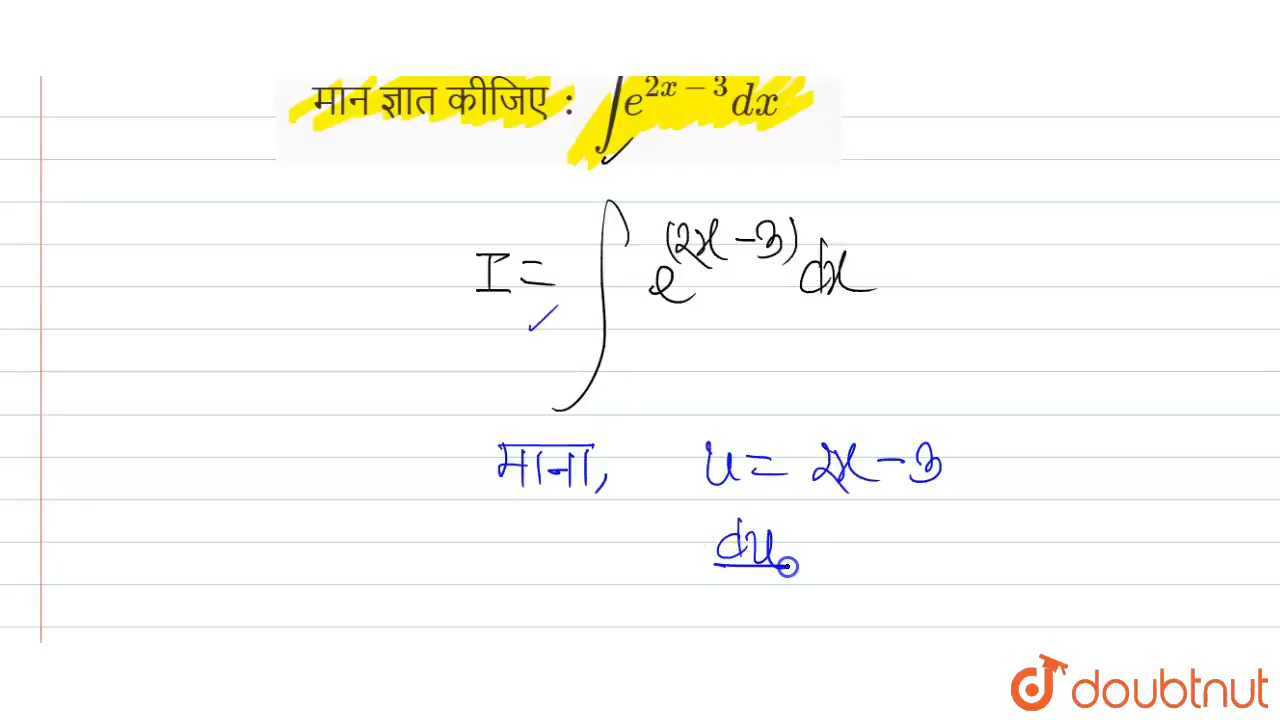 मान ज्ञात कीजिए : ∫e^{2x-3}dx
I = ∫ e^{(2x-3)} dx
माना, u = 2x-3
du
doubtnut